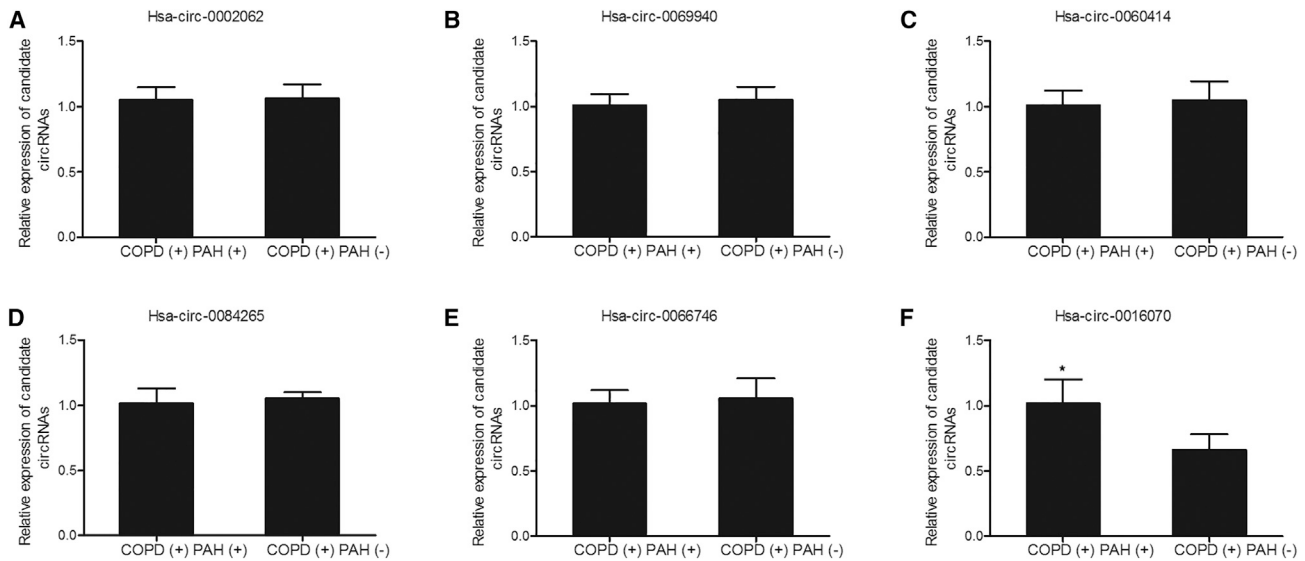 A
Hsa-circ-0002062
Relative expression of candidate
circRNAs
1.5
1.0
0.5
0.0
COPD (+) PAH (+)
COPD (+) PAH (-)
B
Hsa-circ-0069940
Relative expression of candidate
circRNAs
1.5
1.0
0.5
0.0
COPD (+) PAH (+)
COPD (+) PAH (-)
C
Hsa-circ-0060414
Relative expression of candidate
circRNAs
1.5
1.0
0.5
0.0
COPD (+) PAH (+)
COPD (+) PAH (-)
D
Hsa-circ-0084265
Relative expression of candidate
circRNAs
1.5
1.0
0.5
0.0
COPD (+) PAH (+)
COPD (+) PAH (-)
E
Hsa-circ-0066746
Relative expression of candidate
circRNAs
1.5
1.0
0.5
0.0
COPD (+) PAH (+)
COPD (+) PAH (-)
F
Hsa-circ-0016070
Relative expression of candidate
circRNAs
1.5
1.0
0.5
0.0
*
COPD (+) PAH (+)
COPD (+) PAH (-)